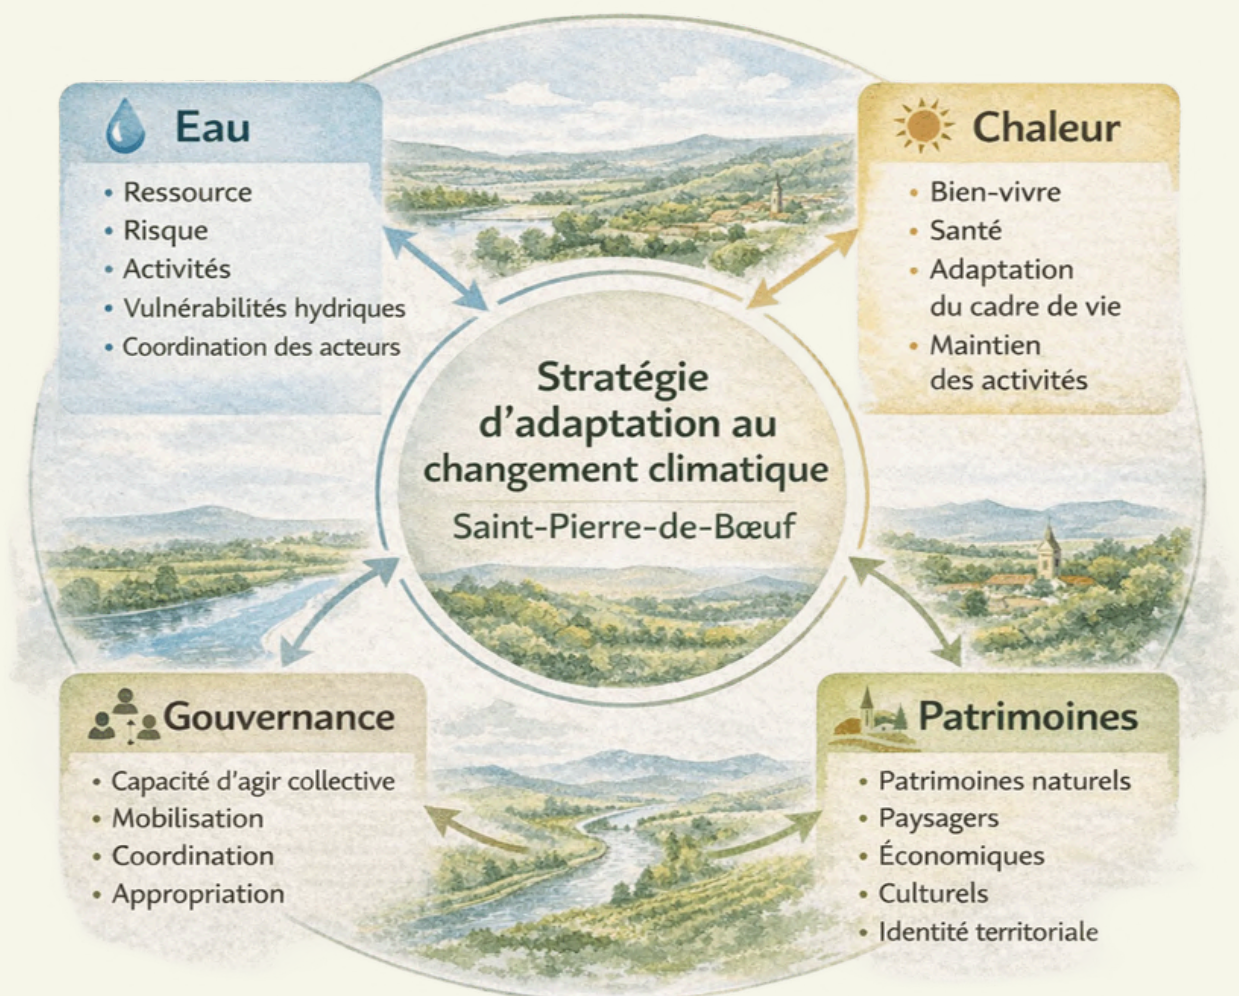 Eau
• Ressource
• Risque
• Activités
• Vulnérabilités hydriques
• Coordination des acteurs
Chaleur
• Bien-vivre
• Santé
• Adaptation
du cadre de vie
• Maintien
des activités
Stratégie
d'adaptation au
changement climatique
Saint-Pierre-de-Bœuf
Gouvernance
• Capacité d'agir collective
• Mobilisation
• Coordination
• Appropriation
Patrimoines
• Patrimoines naturels
• Paysagers
• Économiques
• Culturels
• Identité territoriale